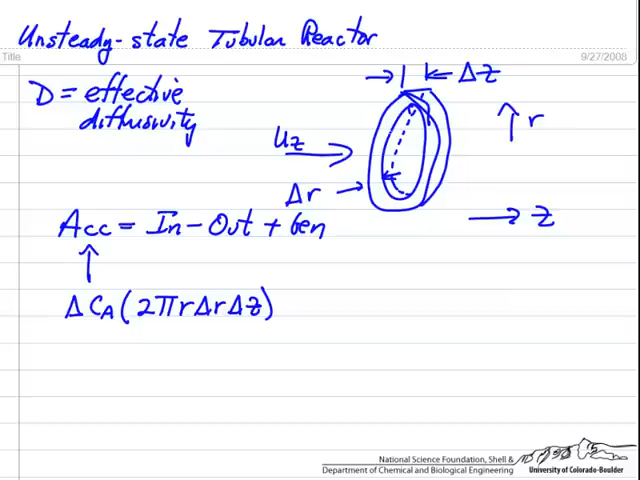 Unsteady-state Tubular Reactor
Title
9/27/2008
D = effective
diffusivity
Δz
r
uz
Δr
z
Acc = In - Out + Gen
Δ CA (2πrΔrΔz)
National Science Foundation, Shell &
Department of Chemical and Biological Engineering
University of Colorado-Boulder